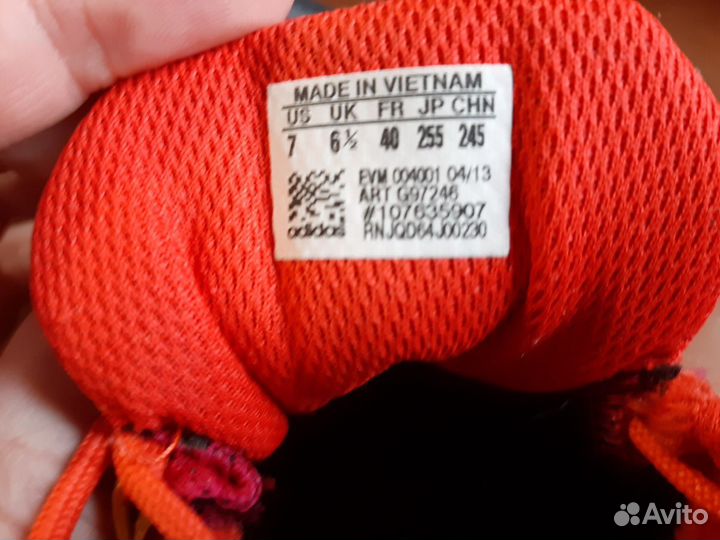 MADE IN VIETNAM
US UK FR JP CHN
7 6½ 40 255 245
EVM 004001 04/13
ART G97246
#107635907
adidas RNJQD64J00230
Avito